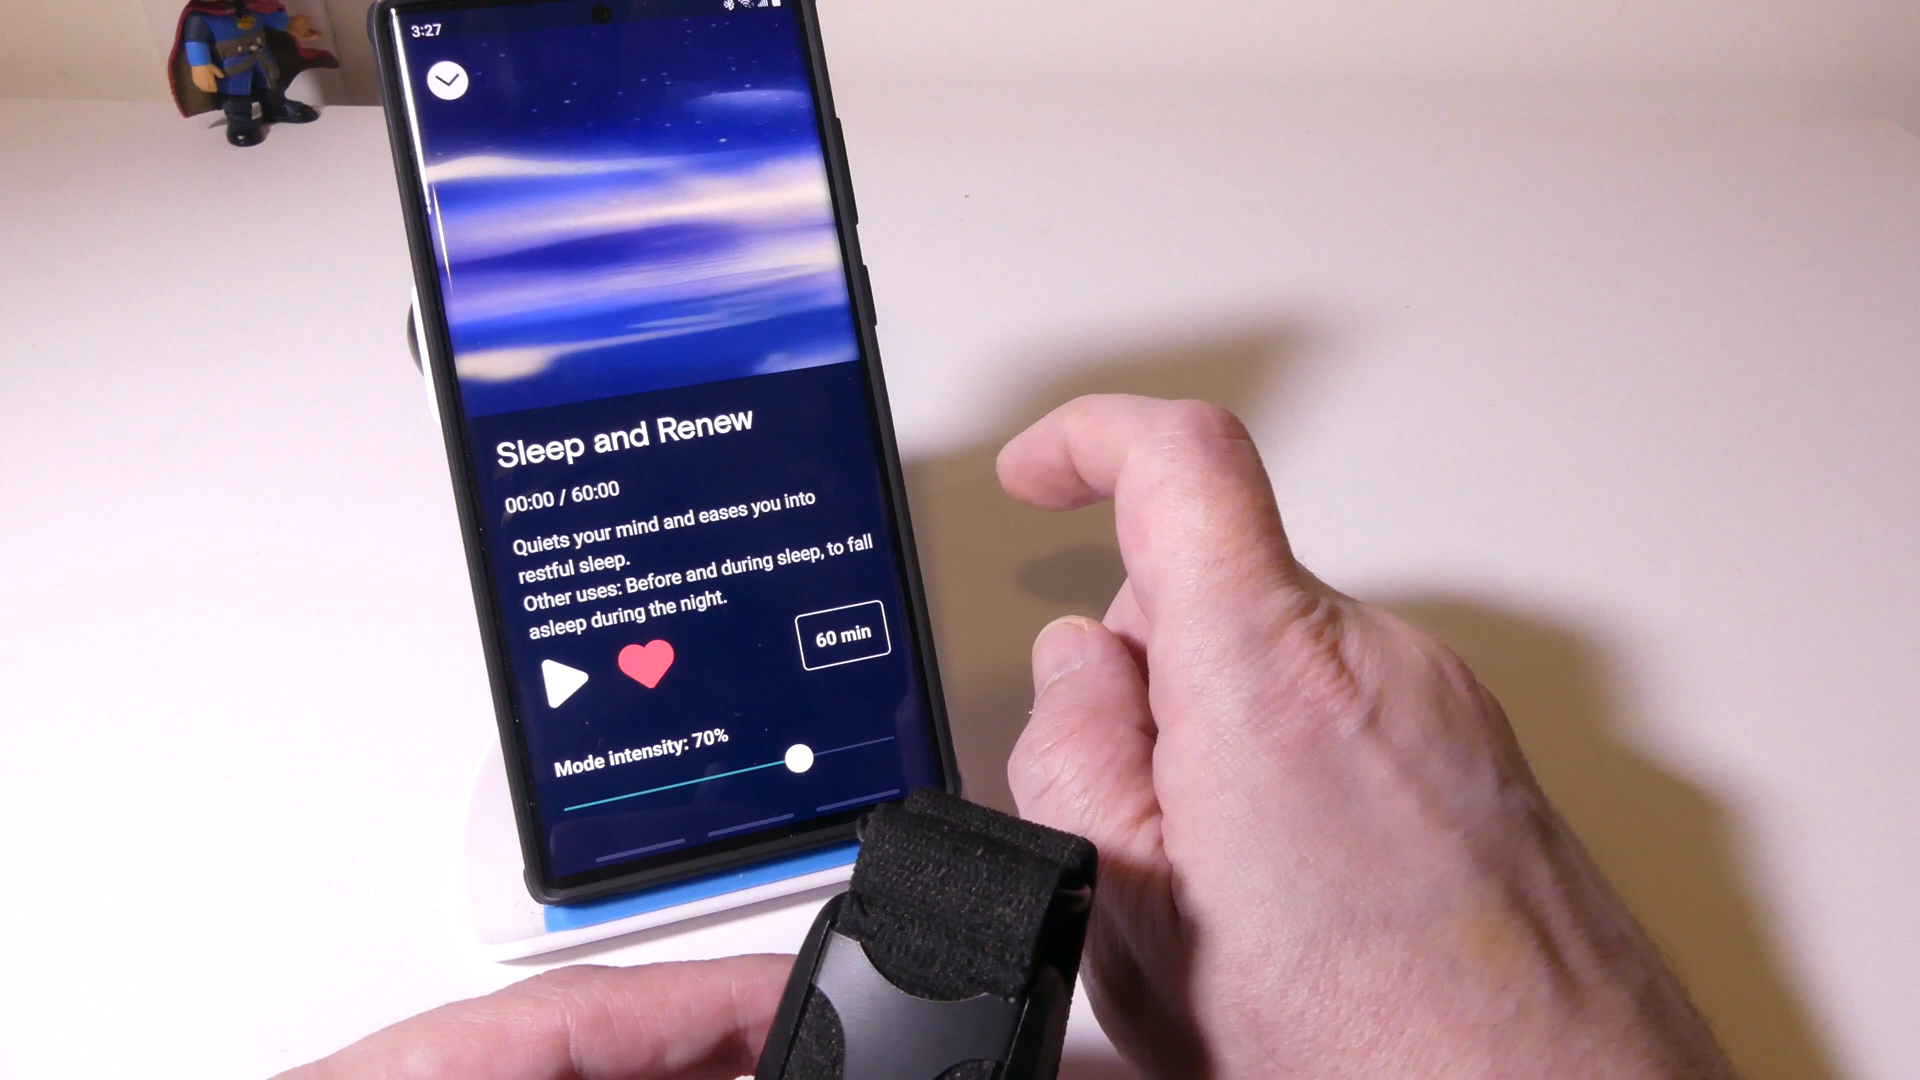 3:27
Sleep and Renew
00:00 / 60:00
Quiets your mind and eases you into
restful sleep.
Other uses: Before and during sleep, to fall
asleep during the night.
60 min
Mode intensity: 70%